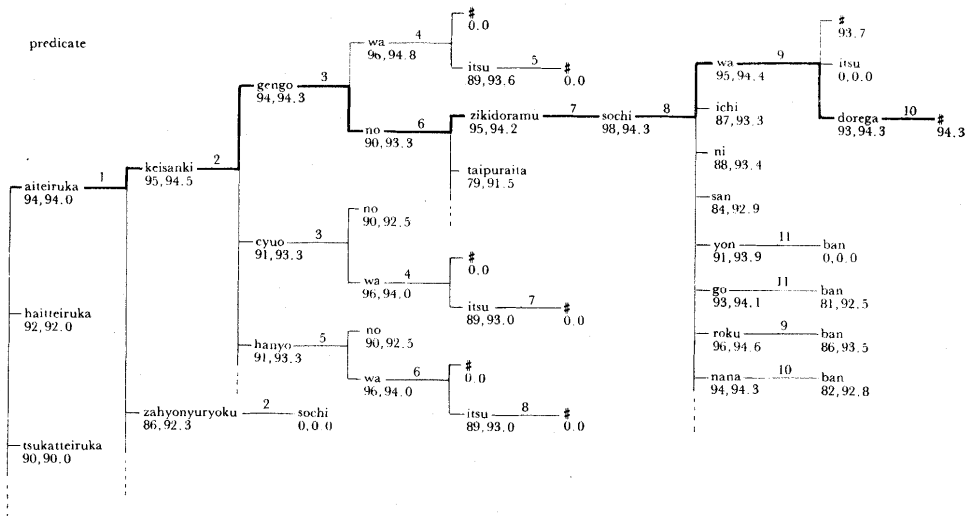 predicate
aiteiruka 1
94,94.0
haitteiruka
92,92.0
tsukatteiruka
90,90.0
keisanki 2
95,94.5
zahyonyuryoku 2 sochi
86,92.3 0,0.0
gengo 3
94,94.3
cyuo 3
91,93.3
hanyo 5
91,93.3
wa 4
96,94.8
#
0.0
itsu 5 #
89,93.6 0.0
no 6
90,93.3
zikidoramu 7 sochi 8
95,94.2 98,94.3
taipuraita
79,91.5
no
90,92.5
wa 4
96,94.0
#
0.0
itsu 7 #
89,93.0 0.0
no
90,92.5
wa 6
96,94.0
#
0.0
itsu 8 #
89,93.0 0.0
wa 9
95,94.4
#
93.7
itsu
0,0.0
dorega 10 #
93,94.3 94.3
ichi
87,93.3
ni
88,93.4
san
84,92.9
yon 11 ban
91,93.9 0,0.0
go 11 ban
93,94.1 81,92.5
roku 9 ban
96,94.6 86,93.5
nana 10 ban
94,94.3 82,92.8